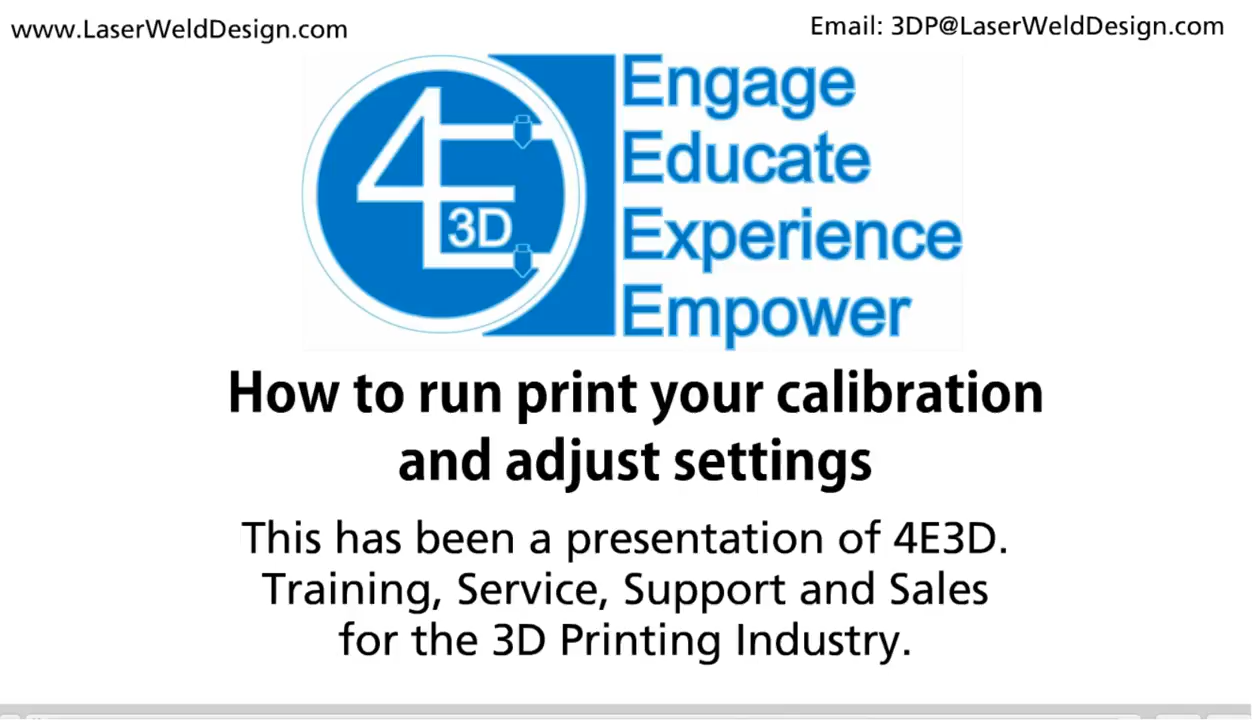 www.LaserWeldDesign.com
Email: 3DP@LaserWeldDesign.com
4E
3D
Engage
Educate
Experience
Empower
How to run print your calibration
and adjust settings
This has been a presentation of 4E3D.
Training, Service, Support and Sales
for the 3D Printing Industry.